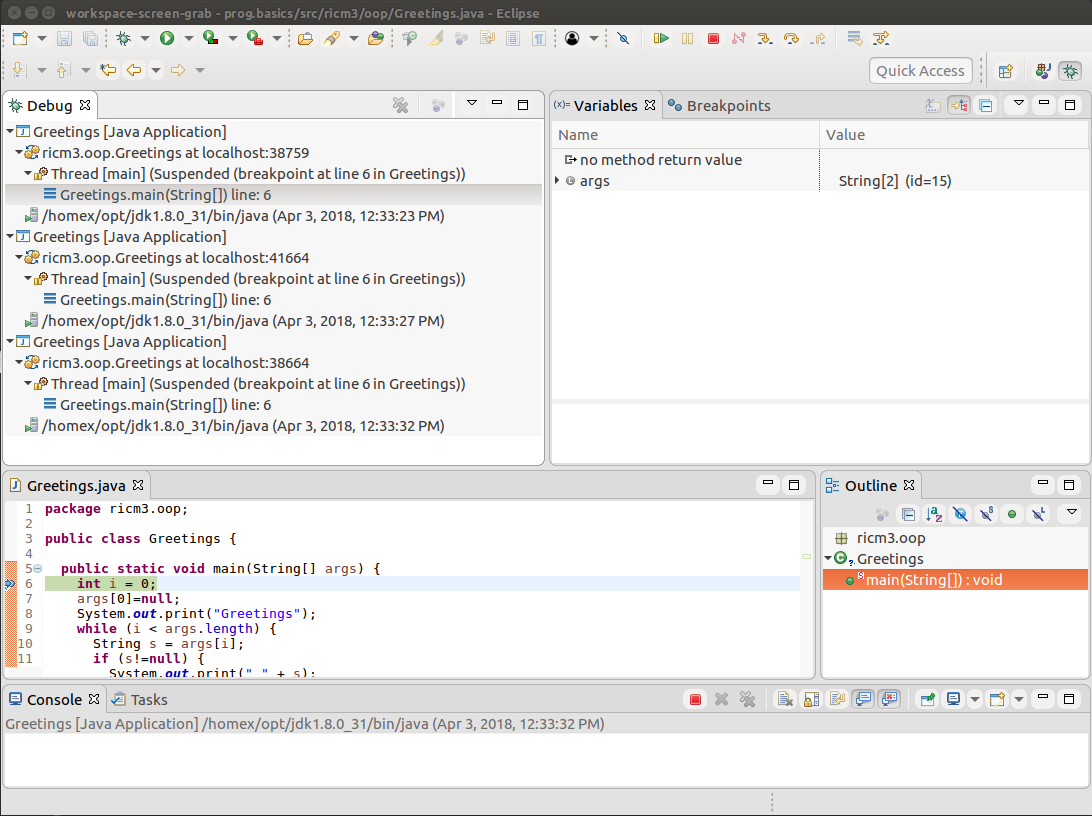 workspace-screen-grab - prog.basics/src/ricm3/oop/Greetings.java - Eclipse
Quick Access
Debug
Greetings [Java Application]
ricm3.oop.Greetings at localhost:38759
Thread [main] (Suspended (breakpoint at line 6 in Greetings))
Greetings.main(String[]) line: 6
/homex/opt/jdk1.8.0_31/bin/java (Apr 3, 2018, 12:33:23 PM)
Greetings [Java Application]
ricm3.oop.Greetings at localhost:41664
Thread [main] (Suspended (breakpoint at line 6 in Greetings))
Greetings.main(String[]) line: 6
/homex/opt/jdk1.8.0_31/bin/java (Apr 3, 2018, 12:33:27 PM)
Greetings [Java Application]
ricm3.oop.Greetings at localhost:38664
Thread [main] (Suspended (breakpoint at line 6 in Greetings))
Greetings.main(String[]) line: 6
/homex/opt/jdk1.8.0_31/bin/java (Apr 3, 2018, 12:33:32 PM)
(x)= Variables Breakpoints
Name Value
no method return value
args String[2] (id=15)
Greetings.java
1 package ricm3.oop;
2
3 public class Greetings {
4
5 public static void main(String[] args) {
6 int i = 0;
7 args[0]=null;
8 System.out.print("Greetings");
9 while (i < args.length) {
10 String s = args[i];
11 if (s!=null) {
System.out.print(" " + s);
Outline
ricm3.oop
Greetings
main(String[]) : void
Console Tasks
Greetings [Java Application] /homex/opt/jdk1.8.0_31/bin/java (Apr 3, 2018, 12:33:32 PM)